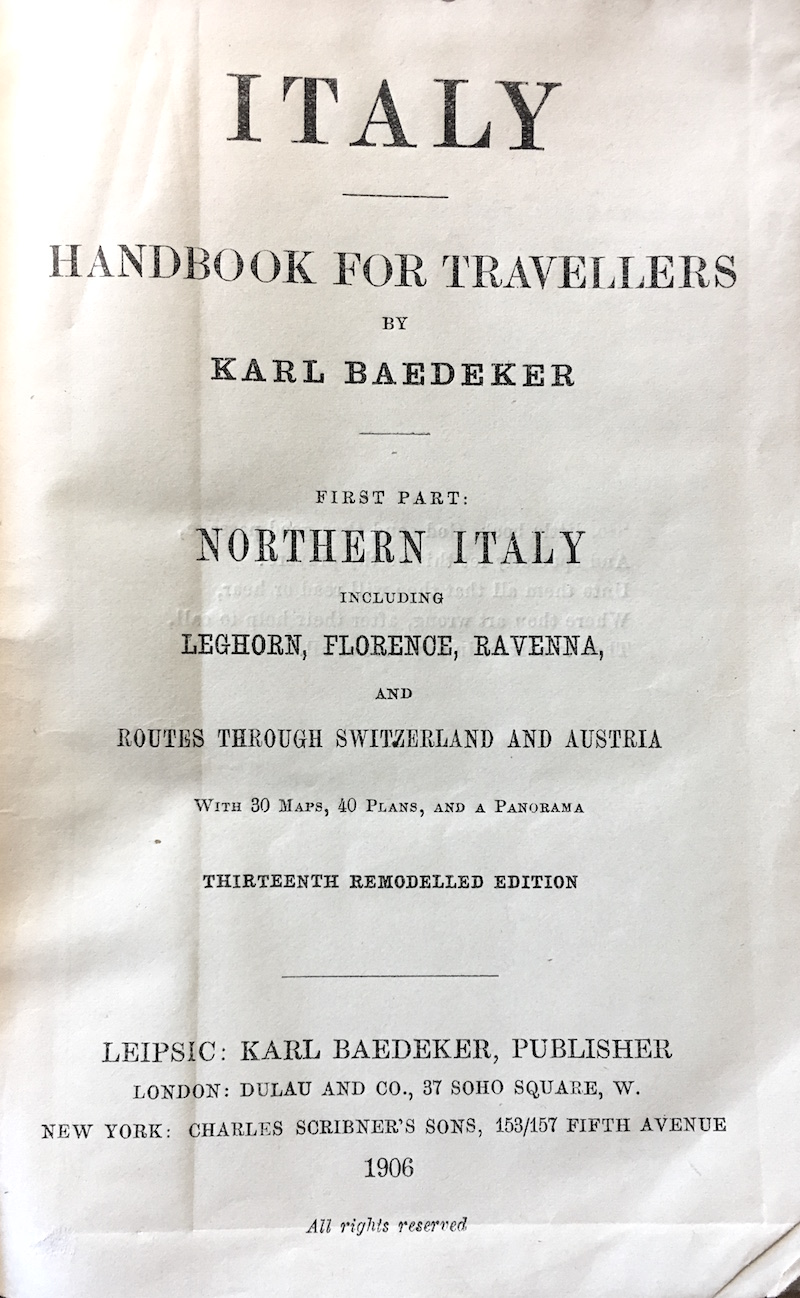 ITALY
HANDBOOK FOR TRAVELLERS
BY
KARL BAEDEKER
FIRST PART:
NORTHERN ITALY
INCLUDING
LEGHORN, FLORENCE, RAVENNA,
AND
ROUTES THROUGH SWITZERLAND AND AUSTRIA
With 30 Maps, 40 Plans, and a Panorama
THIRTEENTH REMODELLED EDITION
LEIPSIC: KARL BAEDEKER, PUBLISHER
LONDON: DULAU AND CO., 37 SOHO SQUARE, W.
NEW YORK: CHARLES SCRIBNER'S SONS, 153/157 FIFTH AVENUE
1906
All rights reserved